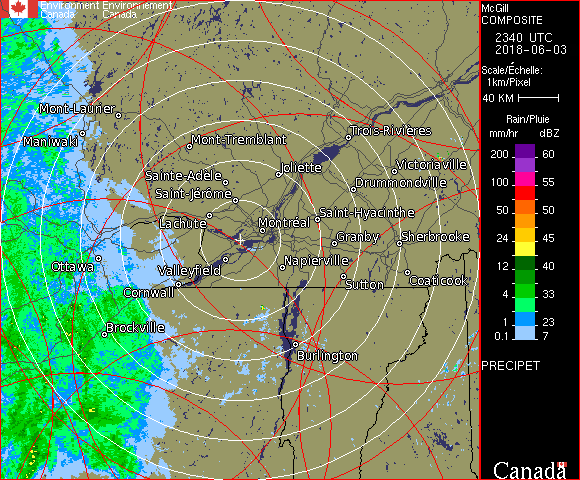 Environment Environnement
Canada Canada
McGill
COMPOSITE
2340 UTC
2018-06-03
Scale/Échelle:
1km/Pixel
40 KM
Rain/Pluie
mm/hr dBZ
200 60
100 55
75 53
50 50
24 45
12 40
4 33
1 23
0.1 7
PRECIPET
Canada
Mont-Laurier
Maniwaki
Mont-Tremblant
Trois-Rivières
Sainte-Adèle
Joliette
Victoriaville
Saint-Jérôme
Drummondville
Lachute
Montréal
Saint-Hyacinthe
Granby
Sherbrooke
Ottawa
Valleyfield
Napierville
Cornwall
Sutton
Coaticook
Brockville
Burlington